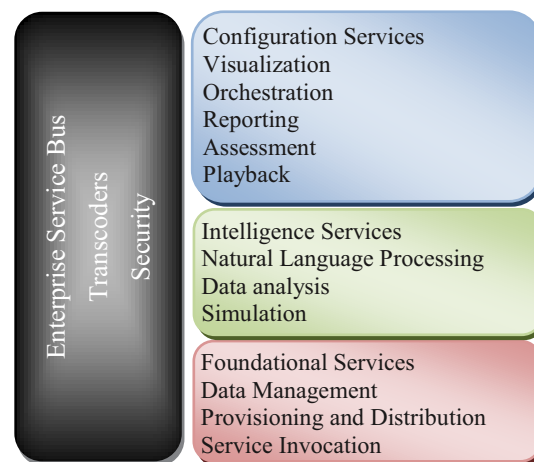 Enterprise Service Bus
Transcoders
Security
Configuration Services
Visualization
Orchestration
Reporting
Assessment
Playback
Intelligence Services
Natural Language Processing
Data analysis
Simulation
Foundational Services
Data Management
Provisioning and Distribution
Service Invocation